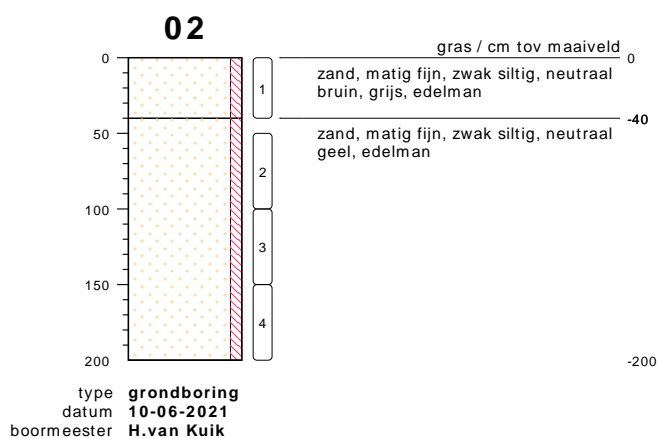 02
gras / cm tov maaiveld
0
0
zand, matig fijn, zwak siltig, neutraal
bruin, grijs, edelman
1
-40
50
zand, matig fijn, zwak siltig, neutraal
geel, edelman
2
100
3
150
4
200
-200
type grondboring
datum 10-06-2021
boormeester H.van Kuik